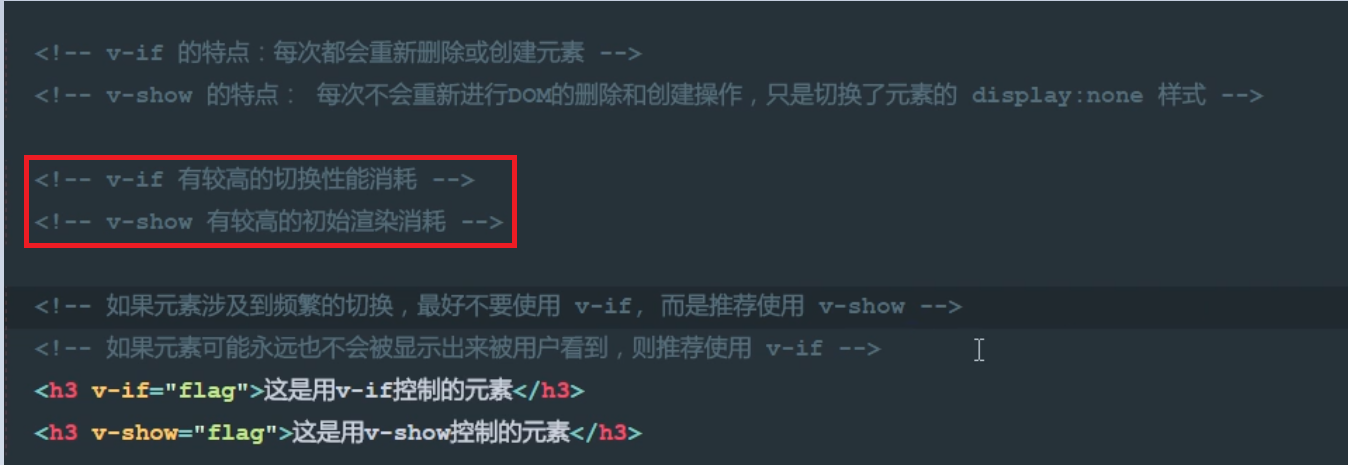 <!-- v-if 的特点：每次都会重新删除或创建元素 -->
<!-- v-show 的特点： 每次不会重新进行DOM的删除和创建操作，只是切换了元素的 display:none 样式 -->
<!-- v-if 有较高的切换性能消耗 -->
<!-- v-show 有较高的初始渲染消耗 -->
<!-- 如果元素涉及到频繁的切换，最好不要使用 v-if, 而是推荐使用 v-show -->
<!-- 如果元素可能永远也不会被显示出来被用户看到，则推荐使用 v-if -->
<h3 v-if="flag">这是用v-if控制的元素</h3>
<h3 v-show="flag">这是用v-show控制的元素</h3>